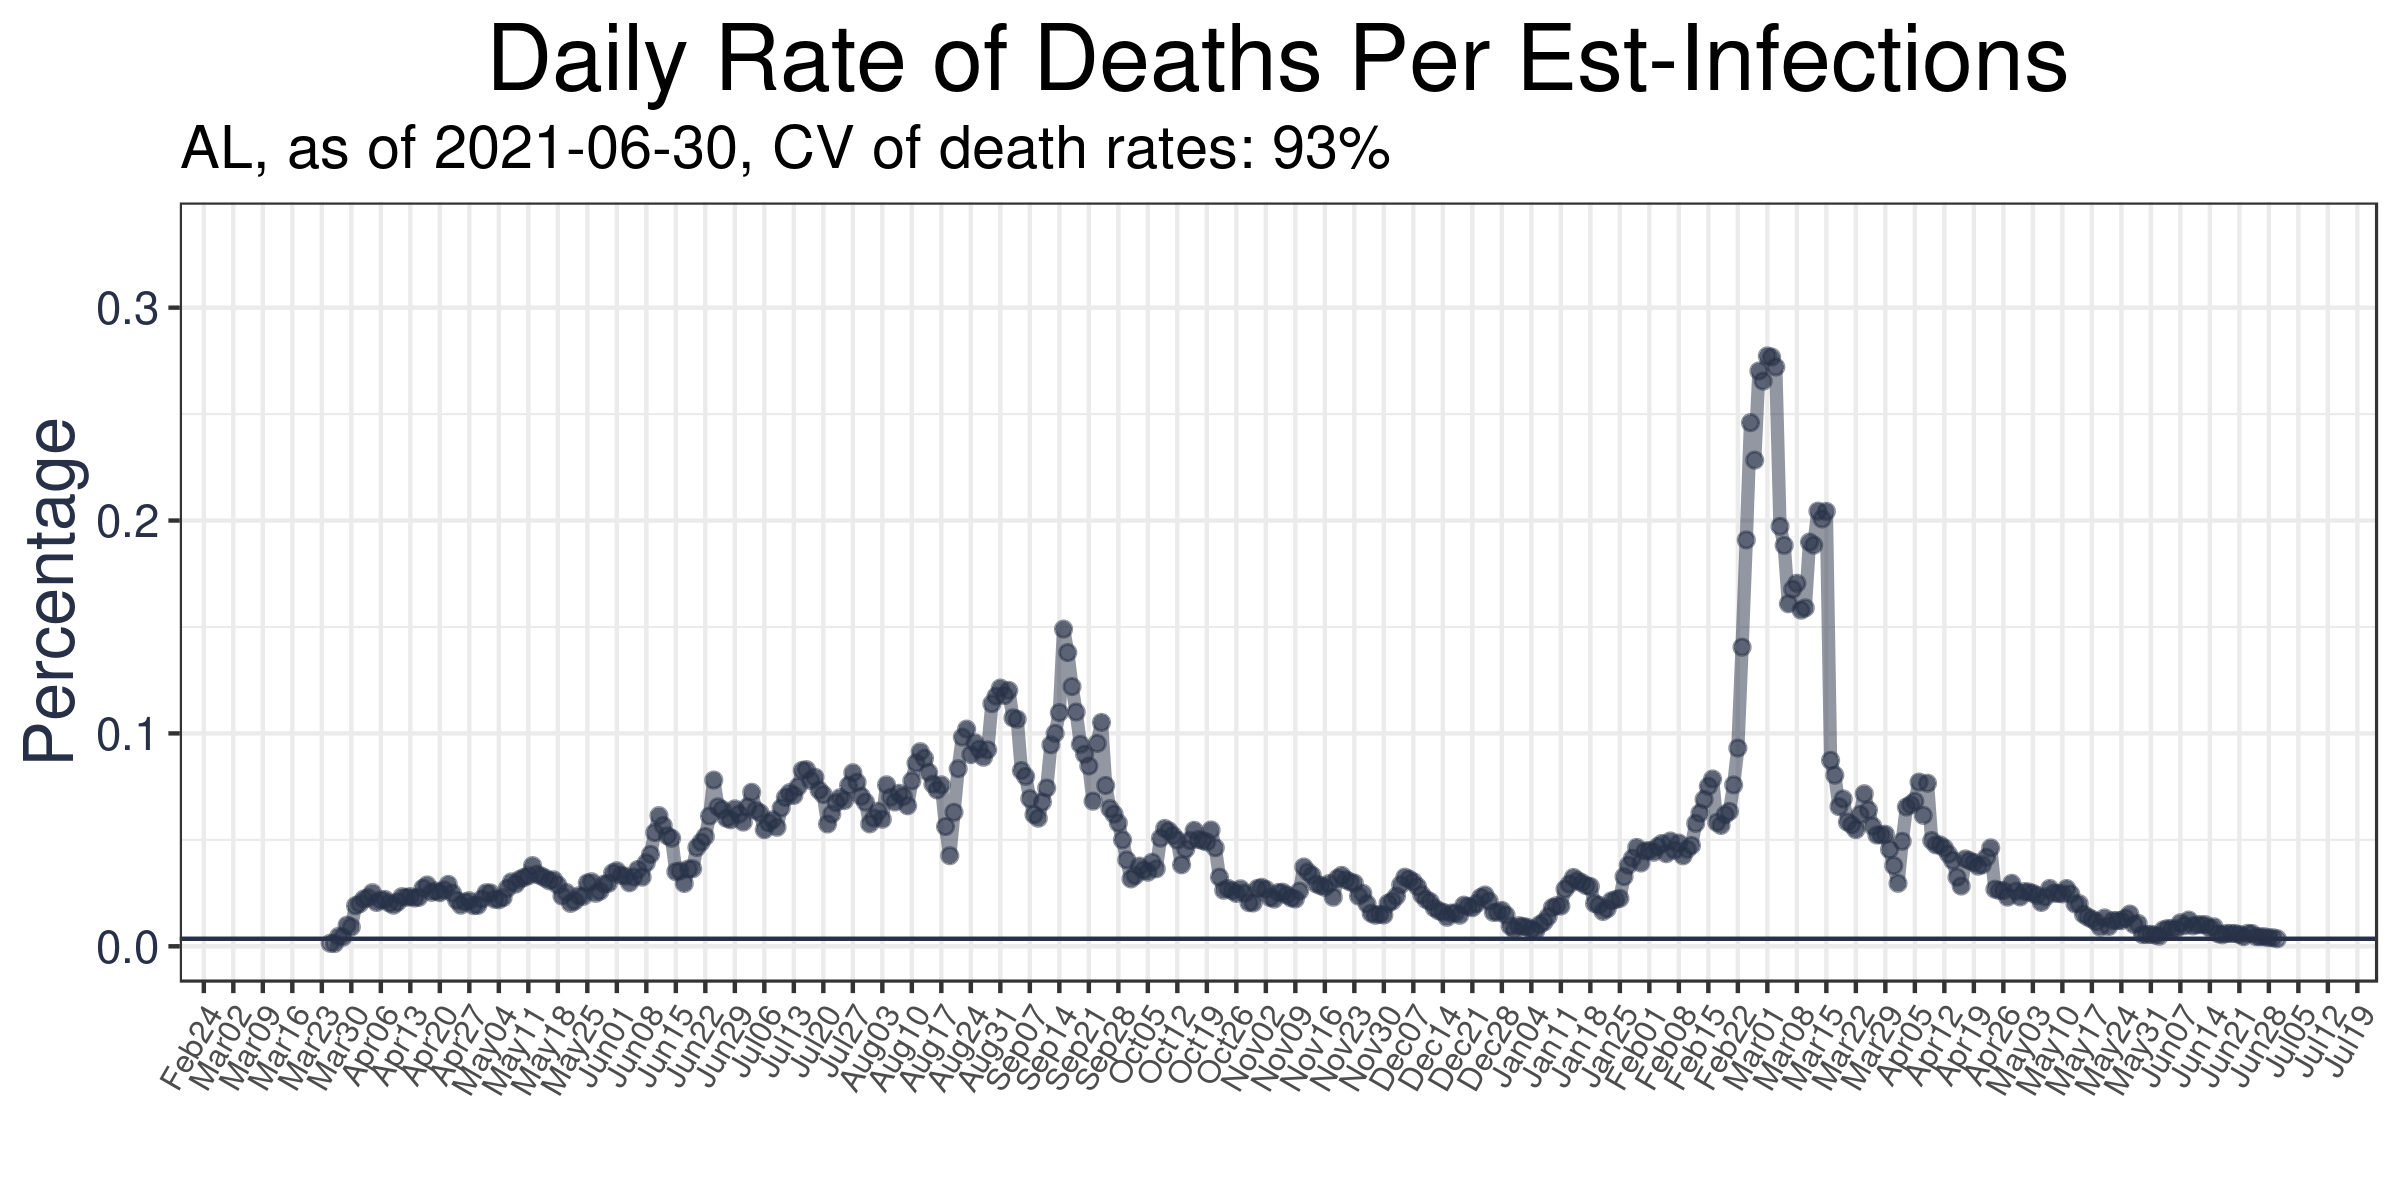 Daily Rate of Deaths Per Est-Infections
AL, as of 2021-06-30, CV of death rates: 93%
Percentage
0.3
0.2
0.1
0.0
Feb24
Mar02
Mar09
Mar16
Mar23
Mar30
Apr06
Apr13
Apr20
Apr27
May04
May11
May18
May25
Jun01
Jun08
Jun15
Jun22
Jun29
Jul06
Jul13
Jul20
Jul27
Aug03
Aug10
Aug17
Aug24
Aug31
Sep07
Sep14
Sep21
Sep28
Oct05
Oct12
Oct19
Oct26
Nov02
Nov09
Nov16
Nov23
Nov30
Dec07
Dec14
Dec21
Dec28
Jan04
Jan11
Jan18
Jan25
Feb01
Feb08
Feb15
Feb22
Mar01
Mar08
Mar15
Mar22
Mar29
Apr05
Apr12
Apr19
Apr26
May03
May10
May17
May24
May31
Jun07
Jun14
Jun21
Jun28
Jul05
Jul12
Jul19